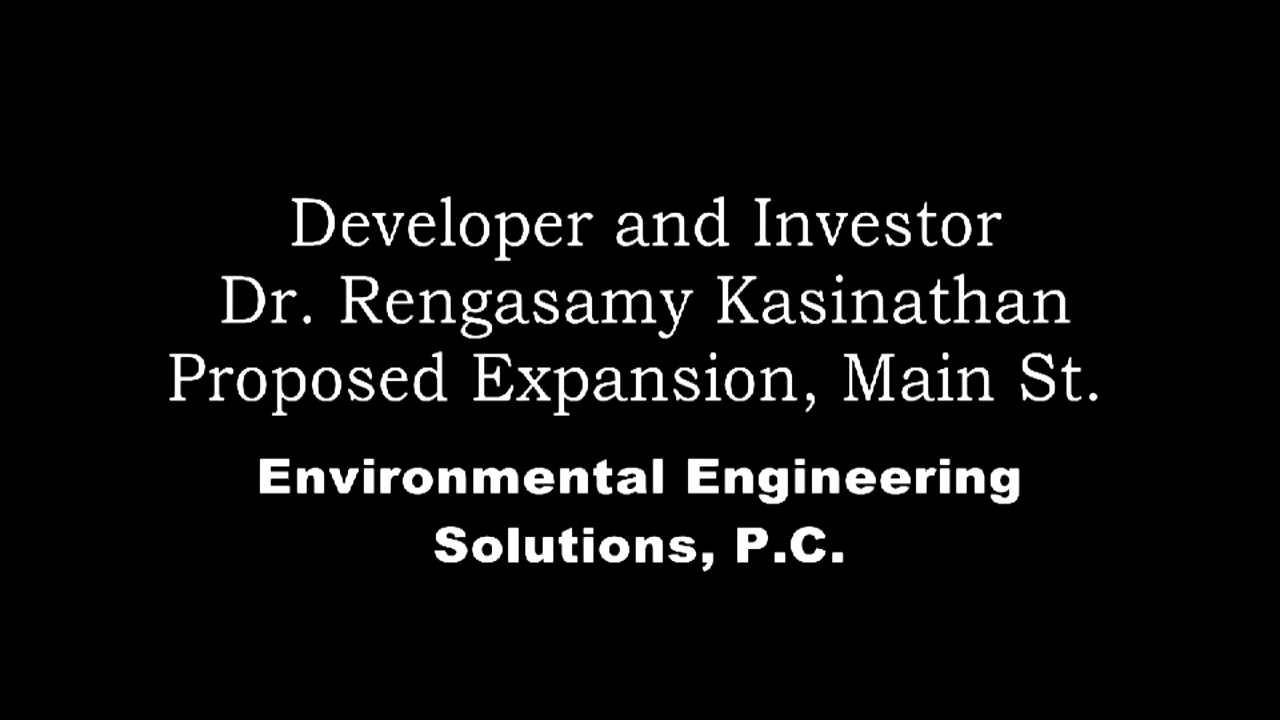 Developer and Investor
Dr. Rengasamy Kasinathan
Proposed Expansion, Main St.
Environmental Engineering
Solutions, P.C.